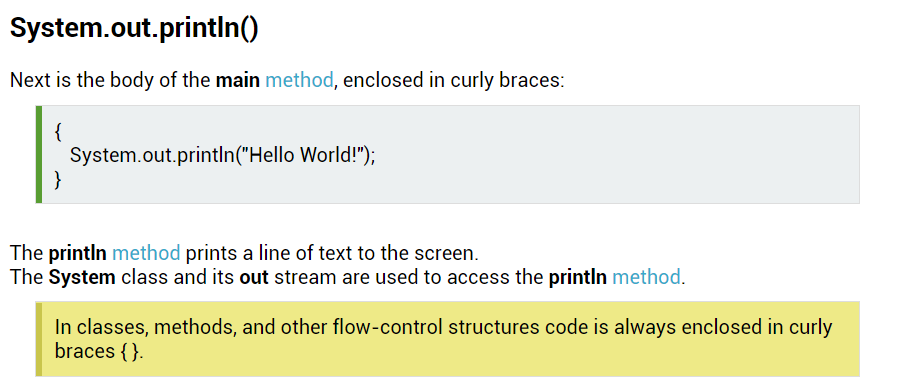 System.out.println()
Next is the body of the main method, enclosed in curly braces:
{
System.out.println("Hello World!");
}
The println method prints a line of text to the screen.
The System class and its out stream are used to access the println method.
In classes, methods, and other flow-control structures code is always enclosed in curly
braces { }.